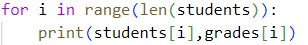 for i in range(len(students)):
    print(students[i],grades[i])